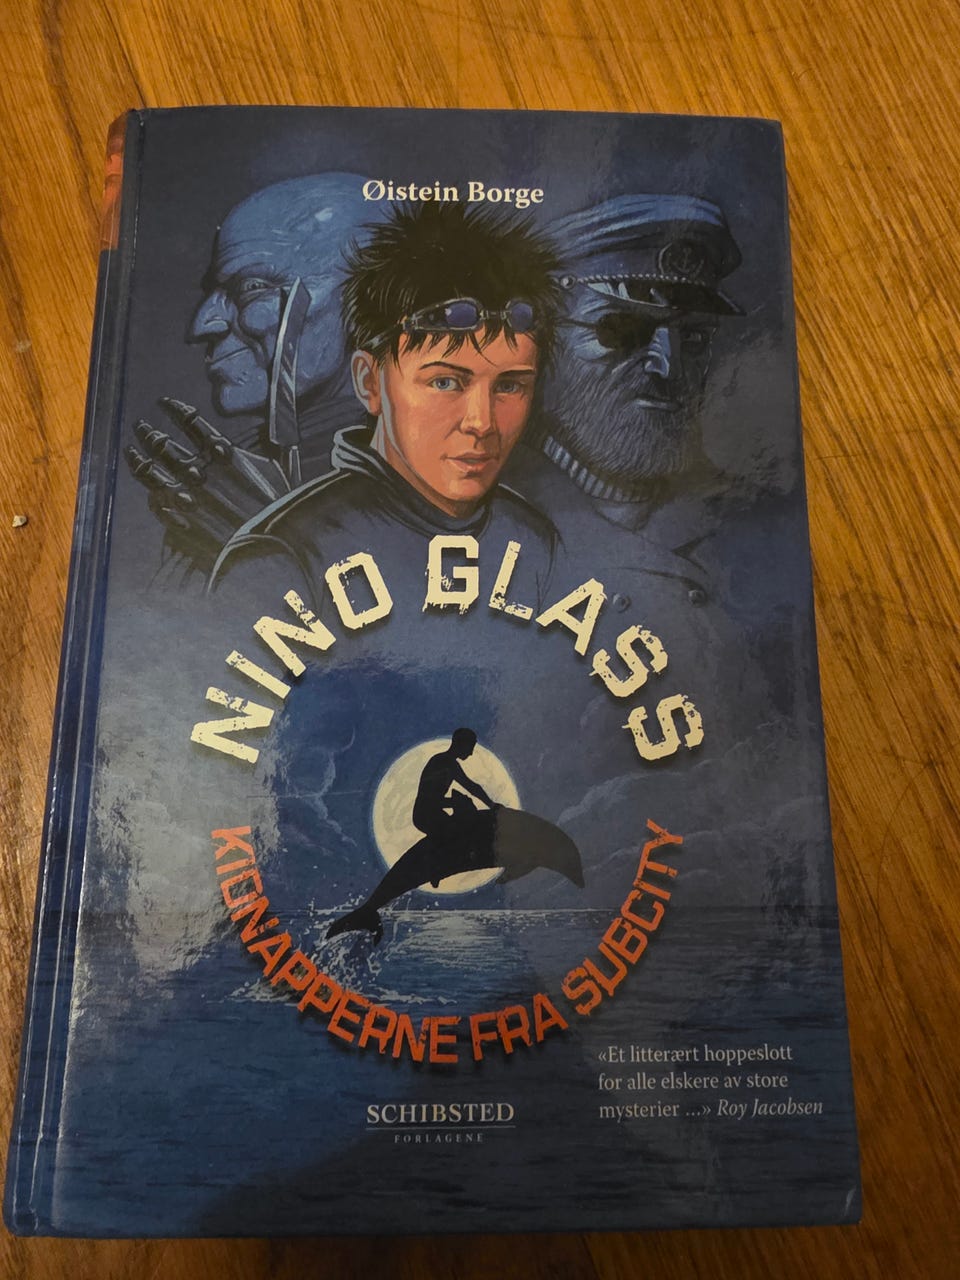 Øistein Borge
NINO GLASS
KIDNAPPERNE FRA SUBCITY
«Et litterært hoppeslott
for alle elskere av store
mysterier ...» Roy Jacobsen
SCHIBSTED
FORLAGENE